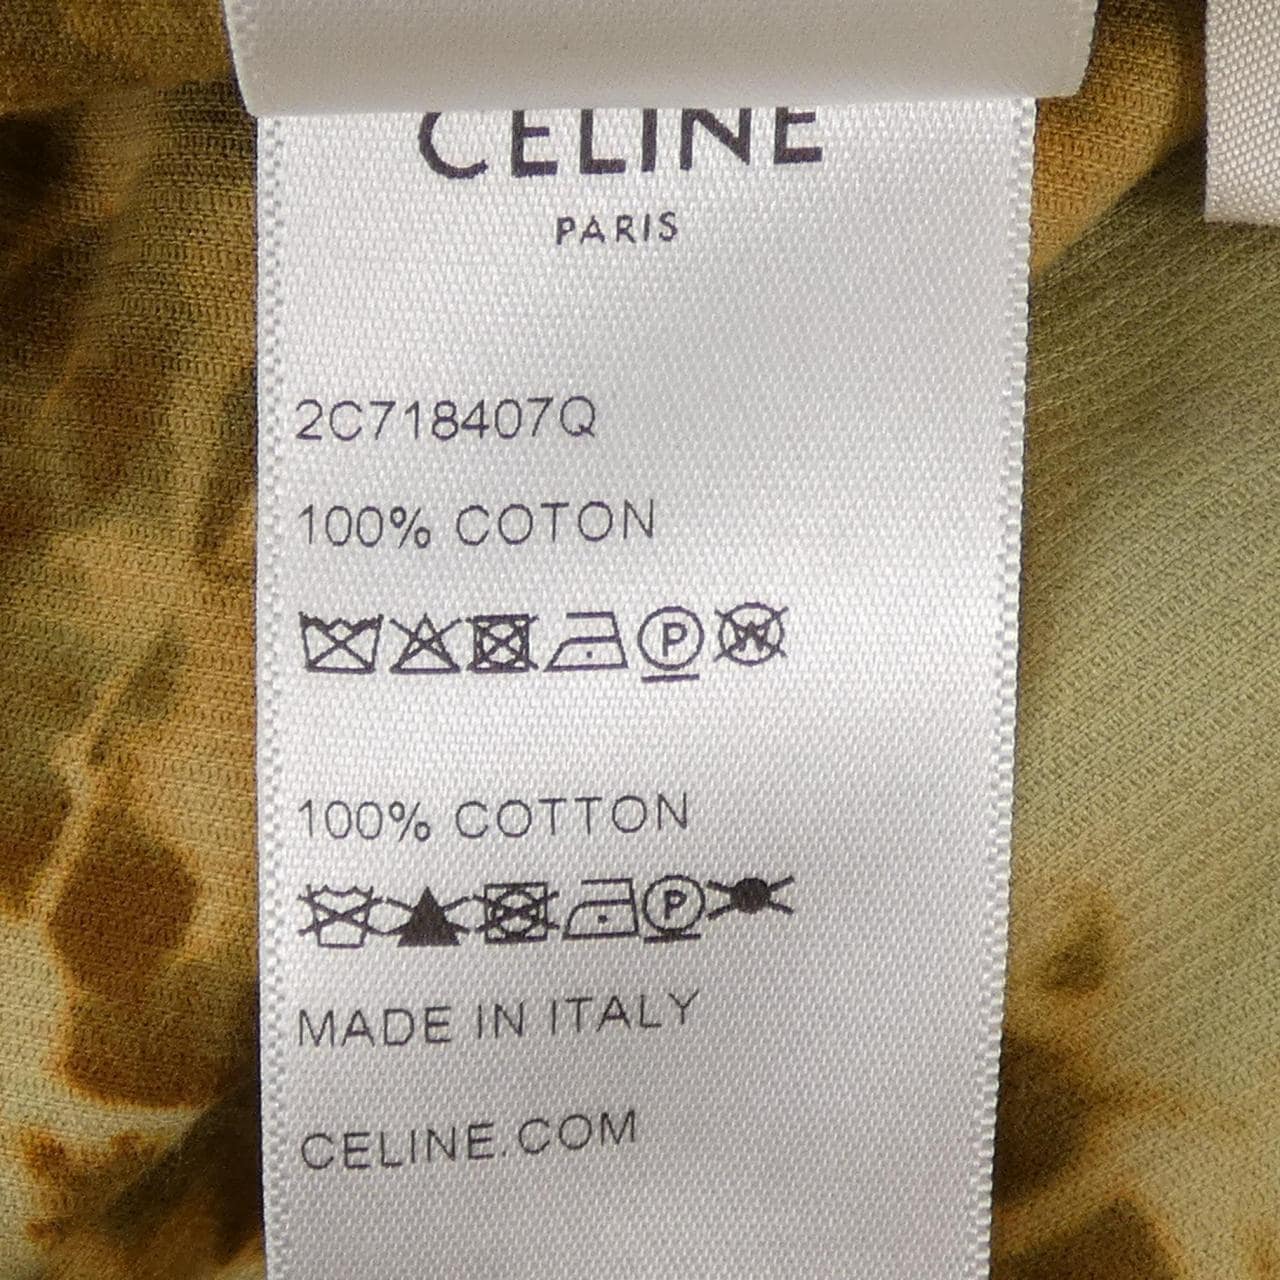 CELINE
PARIS
2C718407Q
100% COTON
P W
100% COTTON
P
MADE IN ITALY
CELINE.COM